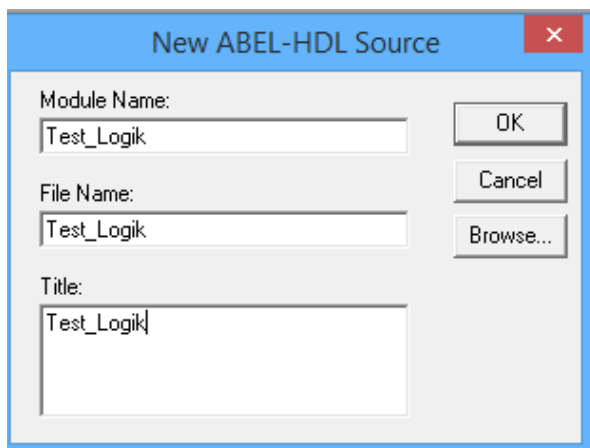 New ABEL-HDL Source
Module Name:
Test_Logik
OK
File Name:
Cancel
Test_Logik
Browse...
Title:
Test_Logik